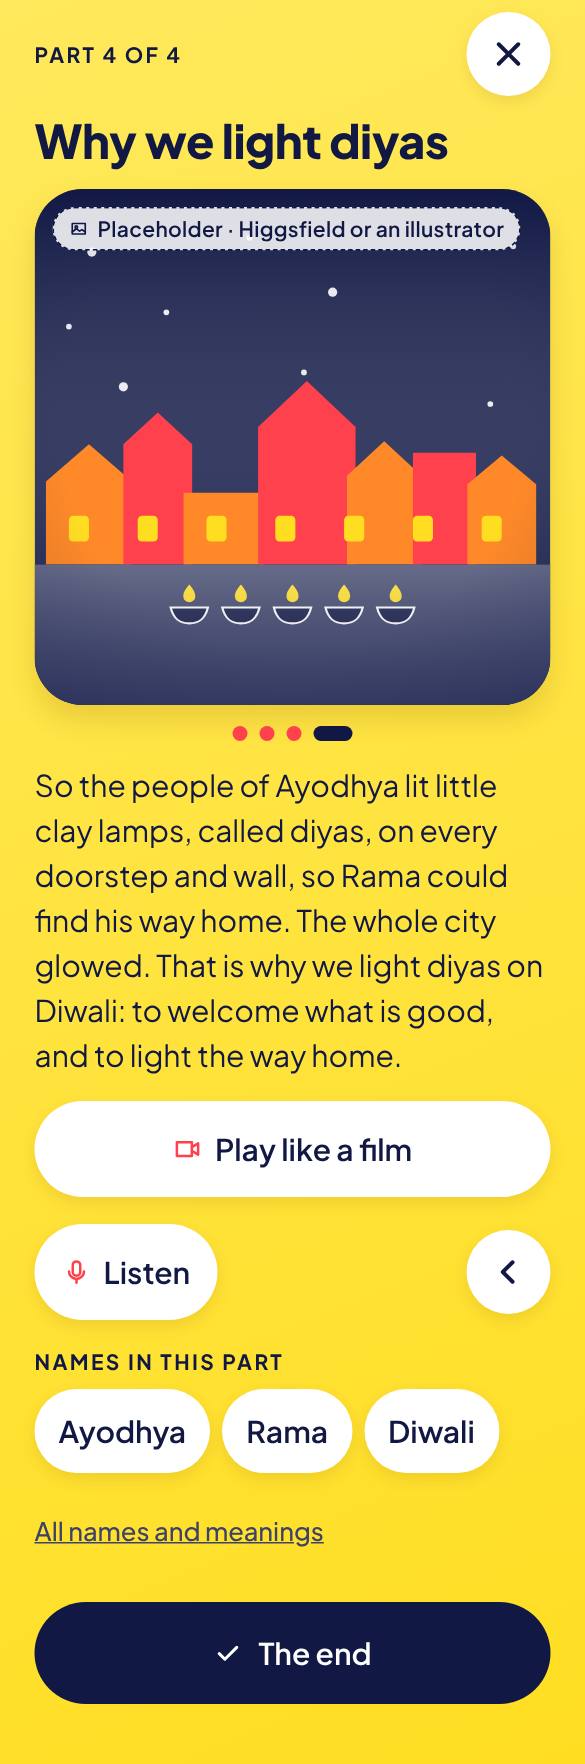 PART 4 OF 4
Why we light diyas
Placeholder · Higgsfield or an illustrator
So the people of Ayodhya lit little
clay lamps, called diyas, on every
doorstep and wall, so Rama could
find his way home. The whole city
glowed. That is why we light diyas on
Diwali: to welcome what is good,
and to light the way home.
Play like a film
Listen
NAMES IN THIS PART
Ayodhya
Rama
Diwali
All names and meanings
The end